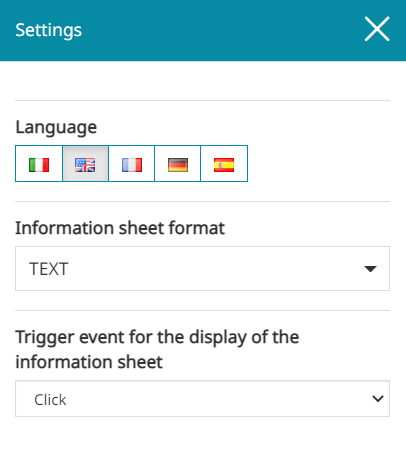 Settings
Language
Information sheet format
TEXT
Trigger event for the display of the
information sheet
Click